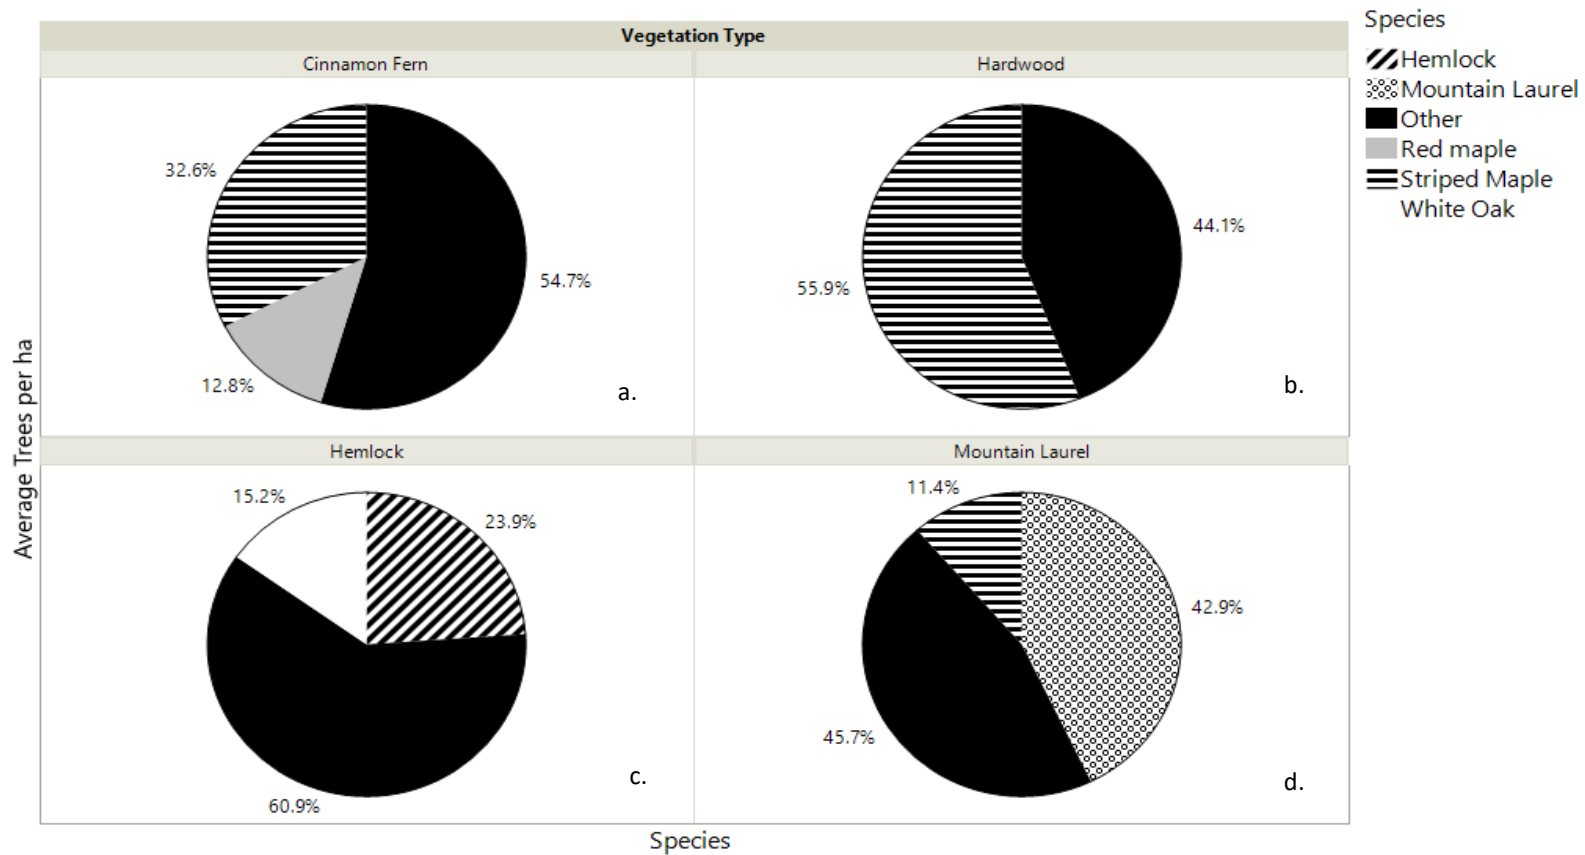 Vegetation Type
Cinnamon Fern
Hardwood
32.6%
54.7%
12.8%
a.
44.1%
55.9%
b.
Hemlock
Mountain Laurel
15.2%
23.9%
60.9%
c.
11.4%
42.9%
45.7%
d.
Average Trees per ha
Species
Species
Hemlock
Mountain Laurel
Other
Red maple
Striped Maple
White Oak